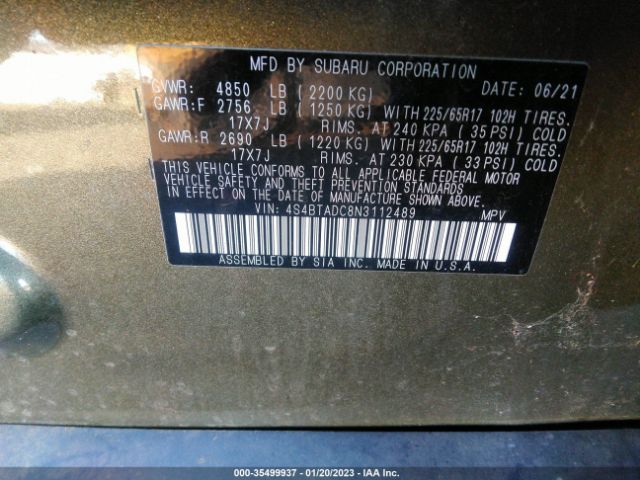 MFD BY SUBARU CORPORATION
GVWR: 4850 LB (2200 KG) DATE: 06/21
GAWR:F 2756 LB (1250 KG) WITH 225/65R17 102H TIRES.
17X7J RIMS. AT 240 KPA (35 PSI) COLD
GAWR:R 2690 LB (1220 KG) WITH 225/65R17 102H TIRES.
17X7J RIMS. AT 230 KPA (33 PSI) COLD
THIS VEHICLE CONFORMS TO ALL APPLICABLE FEDERAL MOTOR
VEHICLE SAFETY AND THEFT PREVENTION STANDARDS
IN EFFECT ON THE DATE OF MANUFACTURE SHOWN ABOVE.
VIN: 4S4BTADC8N3112489 MPV
ASSEMBLED BY SIA INC. MADE IN U.S.A.
000-35499937 - 01/20/2023 - IAA Inc.